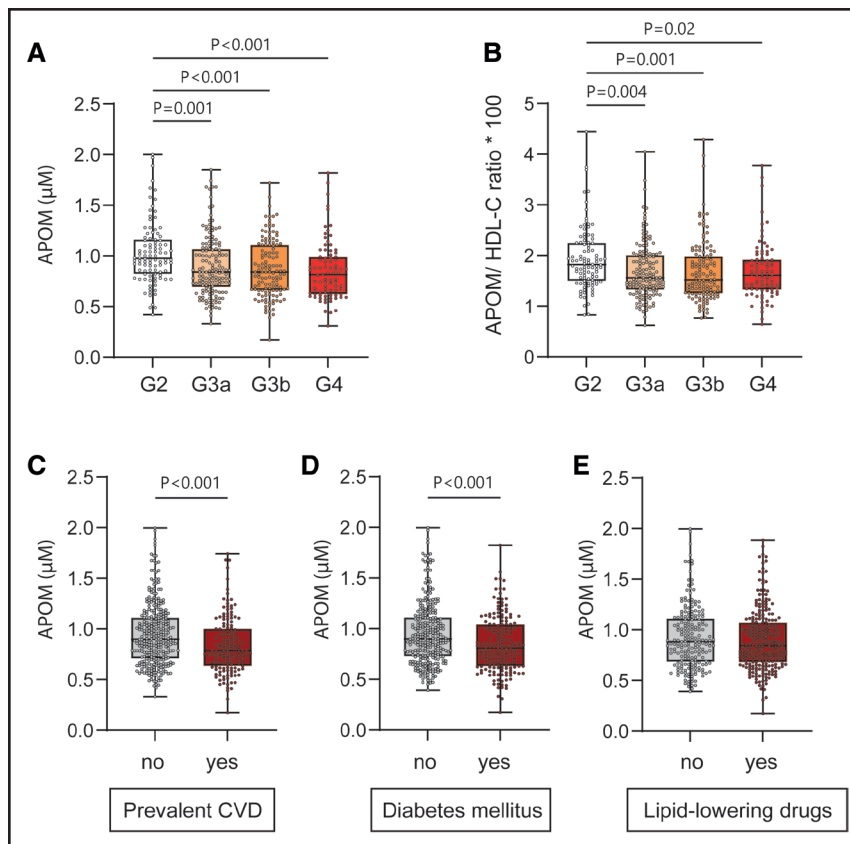 A
P<0.001
P<0.001
P=0.001
APOM (µM)
2.5
2.0
1.5
1.0
0.5
0.0
G2 G3a G3b G4
B
P=0.02
P=0.001
P=0.004
APOM/ HDL-C ratio * 100
5
4
3
2
1
0
G2 G3a G3b G4
C
P<0.001
APOM (µM)
2.5
2.0
1.5
1.0
0.5
0.0
no yes
Prevalent CVD
D
P<0.001
APOM (µM)
2.5
2.0
1.5
1.0
0.5
0.0
no yes
Diabetes mellitus
E
APOM (µM)
2.5
2.0
1.5
1.0
0.5
0.0
no yes
Lipid-lowering drugs